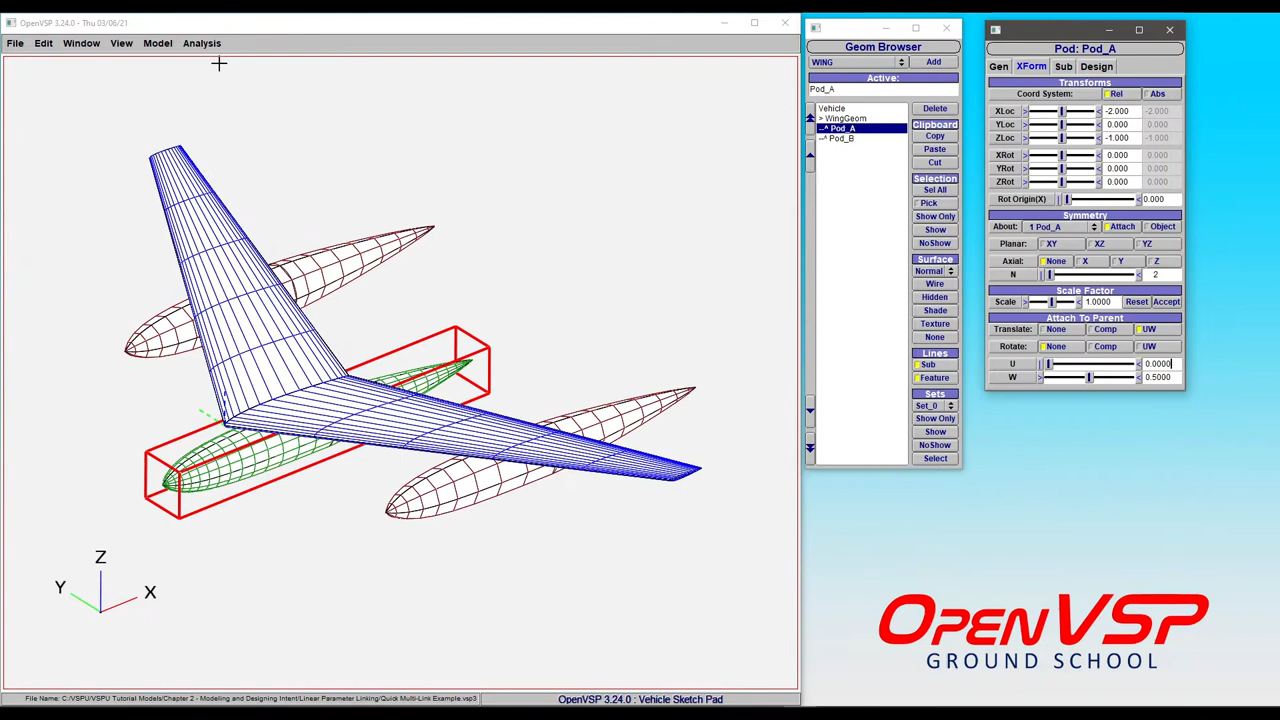 OpenVSP 3.24.0 - Thu 03/06/21
File Edit Window View Model Analysis
Z
Y
X
File Name: C:/VSPU/VSPU Tutorial Models/Chapter 2 - Modeling and Designing Intent/Linear Parameter Linking/Quick Multi-Link Example.vsp3
OpenVSP 3.24.0 : Vehicle Sketch Pad
Geom Browser
WING Add
Active:
Pod_A
Vehicle
> WingGeom
--^ Pod_A
--^ Pod_B
Delete
Clipboard
Copy
Paste
Cut
Selection
Sel All
Pick
Show Only
Show
NoShow
Surface
Normal
Wire
Hidden
Shade
Texture
None
Lines
Sub
Feature
Sets
Set_0
Show Only
Show
NoShow
Select
Pod: Pod_A
Gen XForm Sub Design
Transforms
Coord System: Rel Abs
XLoc > < -2.000 -2.000
YLoc > < 0.000 0.000
ZLoc > < -1.000 -1.000
XRot > < 0.000 0.000
YRot > < 0.000 0.000
ZRot > < 0.000 0.000
Rot Origin(X) | < 0.000
Symmetry
About: 1 Pod_A Attach Object
Planar: XY XZ YZ
Axial: None X Y Z
N | < 2
Scale Factor
Scale > < 1.0000 Reset Accept
Attach To Parent
Translate: None Comp UW
Rotate: None Comp UW
U | < 0.0000
W > < 0.5000
OPENVSP
GROUND SCHOOL